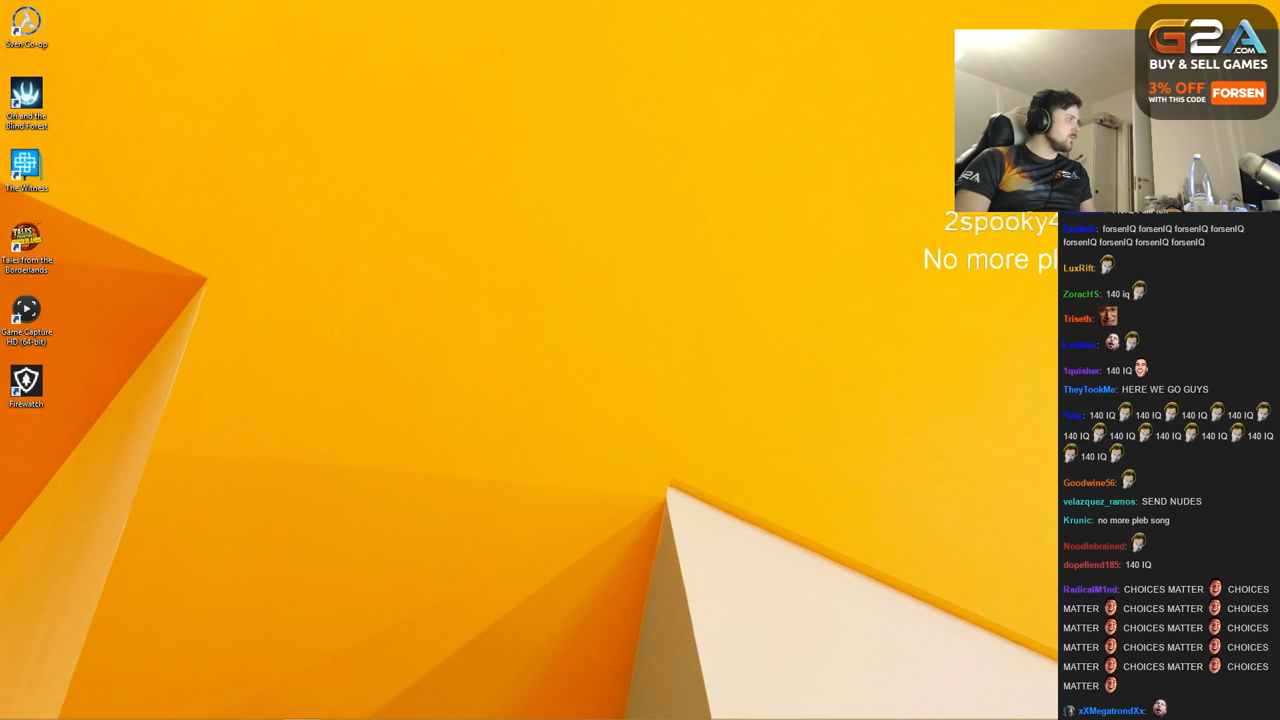 Sven Co-op
Ori and the
Blind Forest
The Witness
Tales from the
Borderlands
Game Capture
HD (64-bit)
Firewatch
G2A
.COM
BUY & SELL GAMES
3% OFF
WITH THIS CODE
FORSEN
G2A
2spooky4
No more pl
forsenIQ forsenIQ forsenIQ forsenIQ
forsenIQ forsenIQ forsenIQ forsenIQ
LuxRift:
ZoracHS: 140 iq
Triseth:
1quisher: 140 IQ
TheyTookMe: HERE WE GO GUYS
140 IQ 140 IQ 140 IQ 140 IQ
140 IQ 140 IQ 140 IQ 140 IQ 140 IQ
140 IQ
Goodwine56:
velazquez_ramos: SEND NUDES
Krunic: no more pleb song
Noodlebrained:
dopefiend185: 140 IQ
RadicalM1nd: CHOICES MATTER CHOICES
MATTER CHOICES MATTER CHOICES
MATTER CHOICES MATTER CHOICES
MATTER CHOICES MATTER CHOICES
MATTER CHOICES MATTER CHOICES
MATTER
xXMegatrondXx: